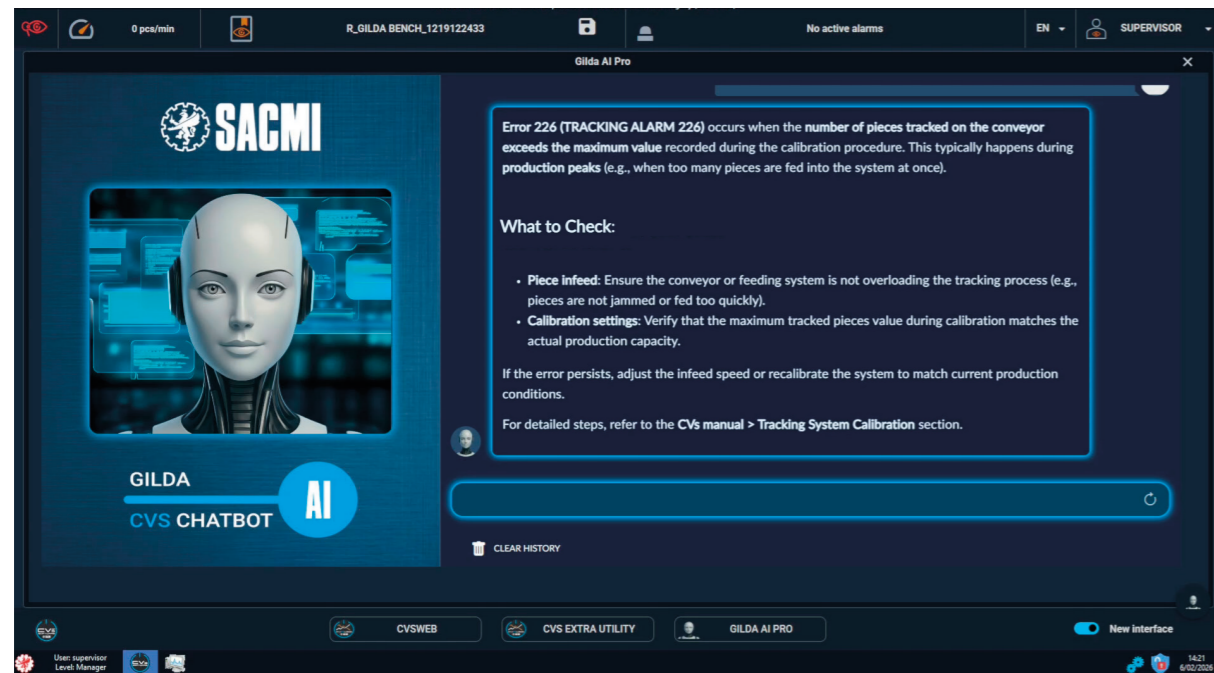 0 pcs/min
R_GILDA BENCH_1219122433
No active alarms
EN
SUPERVISOR
Gilda AI Pro
SACMI
Error 226 (TRACKING ALARM 226) occurs when the number of pieces tracked on the conveyor
exceeds the maximum value recorded during the calibration procedure. This typically happens during
production peaks (e.g., when too many pieces are fed into the system at once).
What to Check:
• Piece infeed: Ensure the conveyor or feeding system is not overloading the tracking process (e.g.,
pieces are not jammed or fed too quickly).
• Calibration settings: Verify that the maximum tracked pieces value during calibration matches the
actual production capacity.
If the error persists, adjust the infeed speed or recalibrate the system to match current production
conditions.
For detailed steps, refer to the CVs manual > Tracking System Calibration section.
GILDA
AI
CVS CHATBOT
CLEAR HISTORY
CVSWEB
CVS EXTRA UTILITY
GILDA AI PRO
New interface
User: supervisor
Level: Manager
14:21
6/02/2026